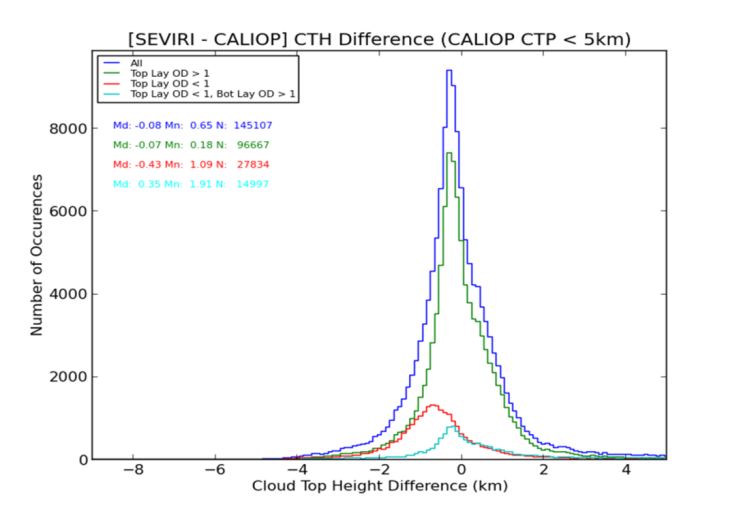 [SEVIRI - CALIOP] CTH Difference (CALIOP CTP < 5km)
All
Top Lay OD > 1
Top Lay OD < 1
Top Lay OD < 1, Bot Lay OD > 1
Md: -0.08 Mn: 0.65 N: 145107
Md: -0.07 Mn: 0.18 N: 96667
Md: -0.43 Mn: 1.09 N: 27834
Md: 0.35 Mn: 1.91 N: 14997
Number of Occurences
8000
6000
4000
2000
0
−8 −6 −4 −2 0 2 4
Cloud Top Height Difference (km)